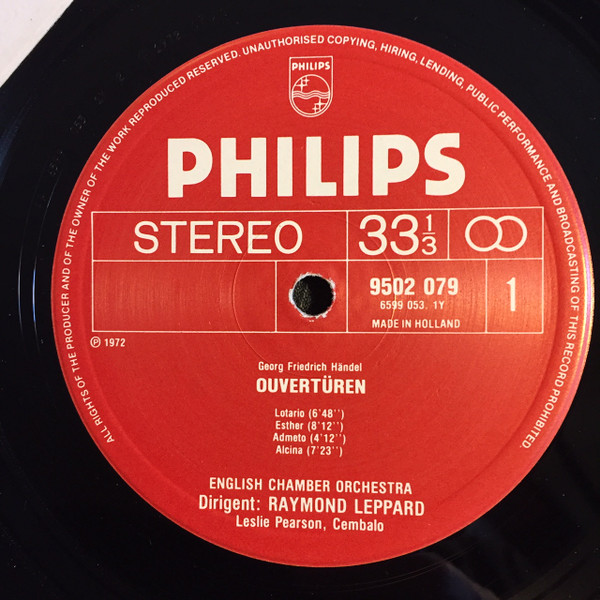 ALL RIGHTS OF THE PRODUCER AND OF THE OWNER OF THE WORK REPRODUCED RESERVED. UNAUTHORISED COPYING, HIRING, LENDING, PUBLIC PERFORMANCE AND BROADCASTING OF THIS RECORD PROHIBITED.
PHILIPS
PHILIPS
STEREO
33 1/3
9502 079
6599 053. 1Y
MADE IN HOLLAND
1
℗ 1972
Georg Friedrich Händel
OUVERTÜREN
Lotario (6'48'')
Esther (8'12'')
Admeto (4'12'')
Alcina (7'23'')
ENGLISH CHAMBER ORCHESTRA
Dirigent: RAYMOND LEPPARD
Leslie Pearson, Cembalo